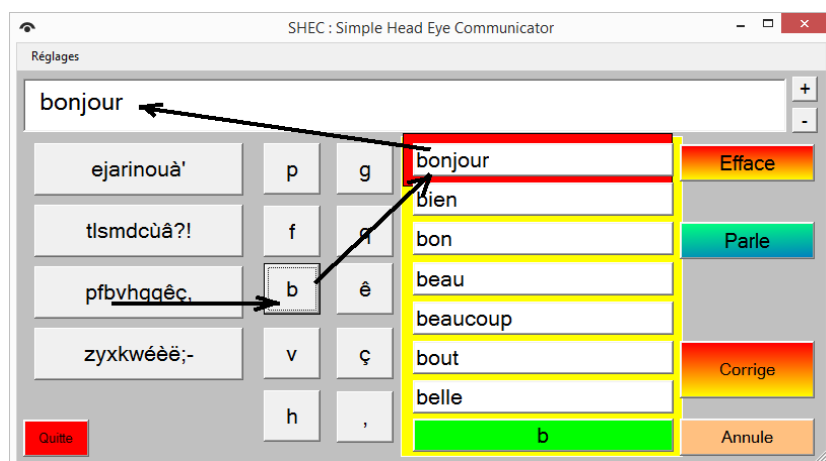 SHEC : Simple Head Eye Communicator
Réglages
bonjour
+
-
ejarinouà'
p
g
bonjour
Efface
bien
tlsmdcùâ?!
f
q
bon
Parle
pfbvhgqêç,
b
ê
beau
beaucoup
zyxkwéèë;-
v
ç
bout
Corrige
belle
h
,
Quitte
b
Annule